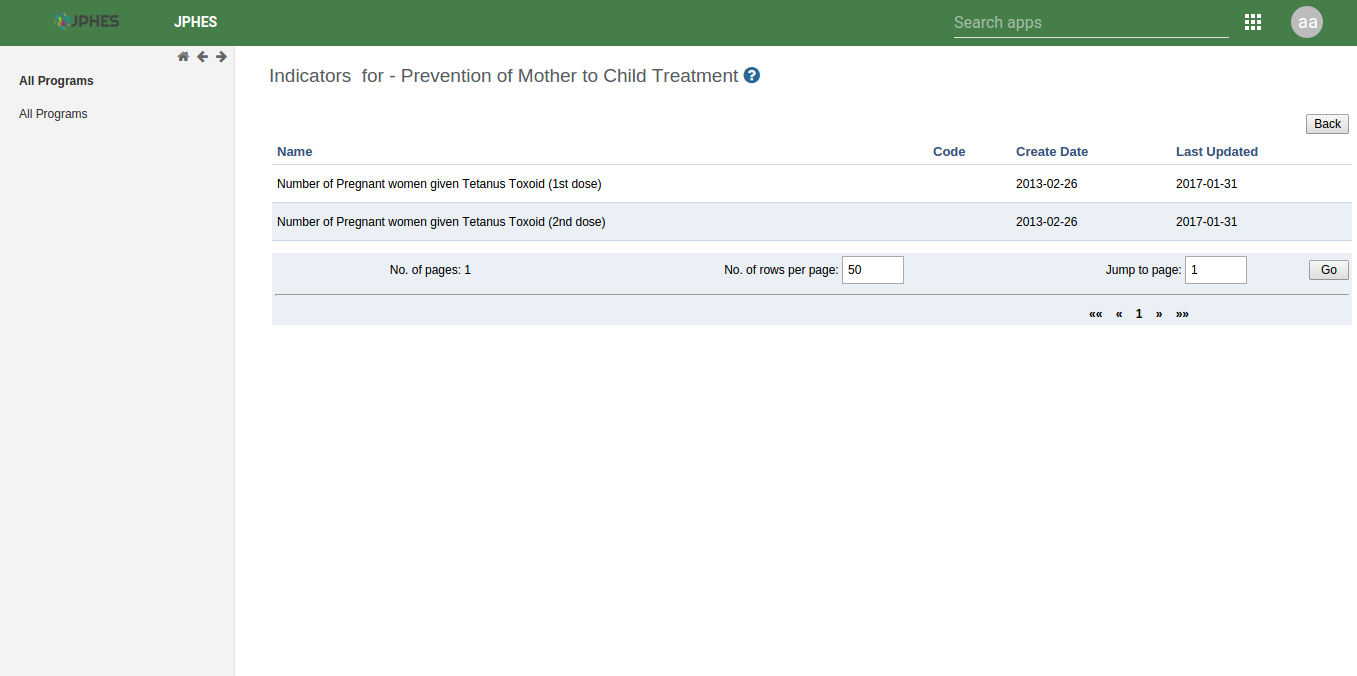 JPHES JPHES Search apps aa
All Programs
All Programs
Indicators for - Prevention of Mother to Child Treatment ?
Back
Name Code Create Date Last Updated
Number of Pregnant women given Tetanus Toxoid (1st dose) 2013-02-26 2017-01-31
Number of Pregnant women given Tetanus Toxoid (2nd dose) 2013-02-26 2017-01-31
No. of pages: 1 No. of rows per page: 50 Jump to page: 1 Go
«« « 1 » »»